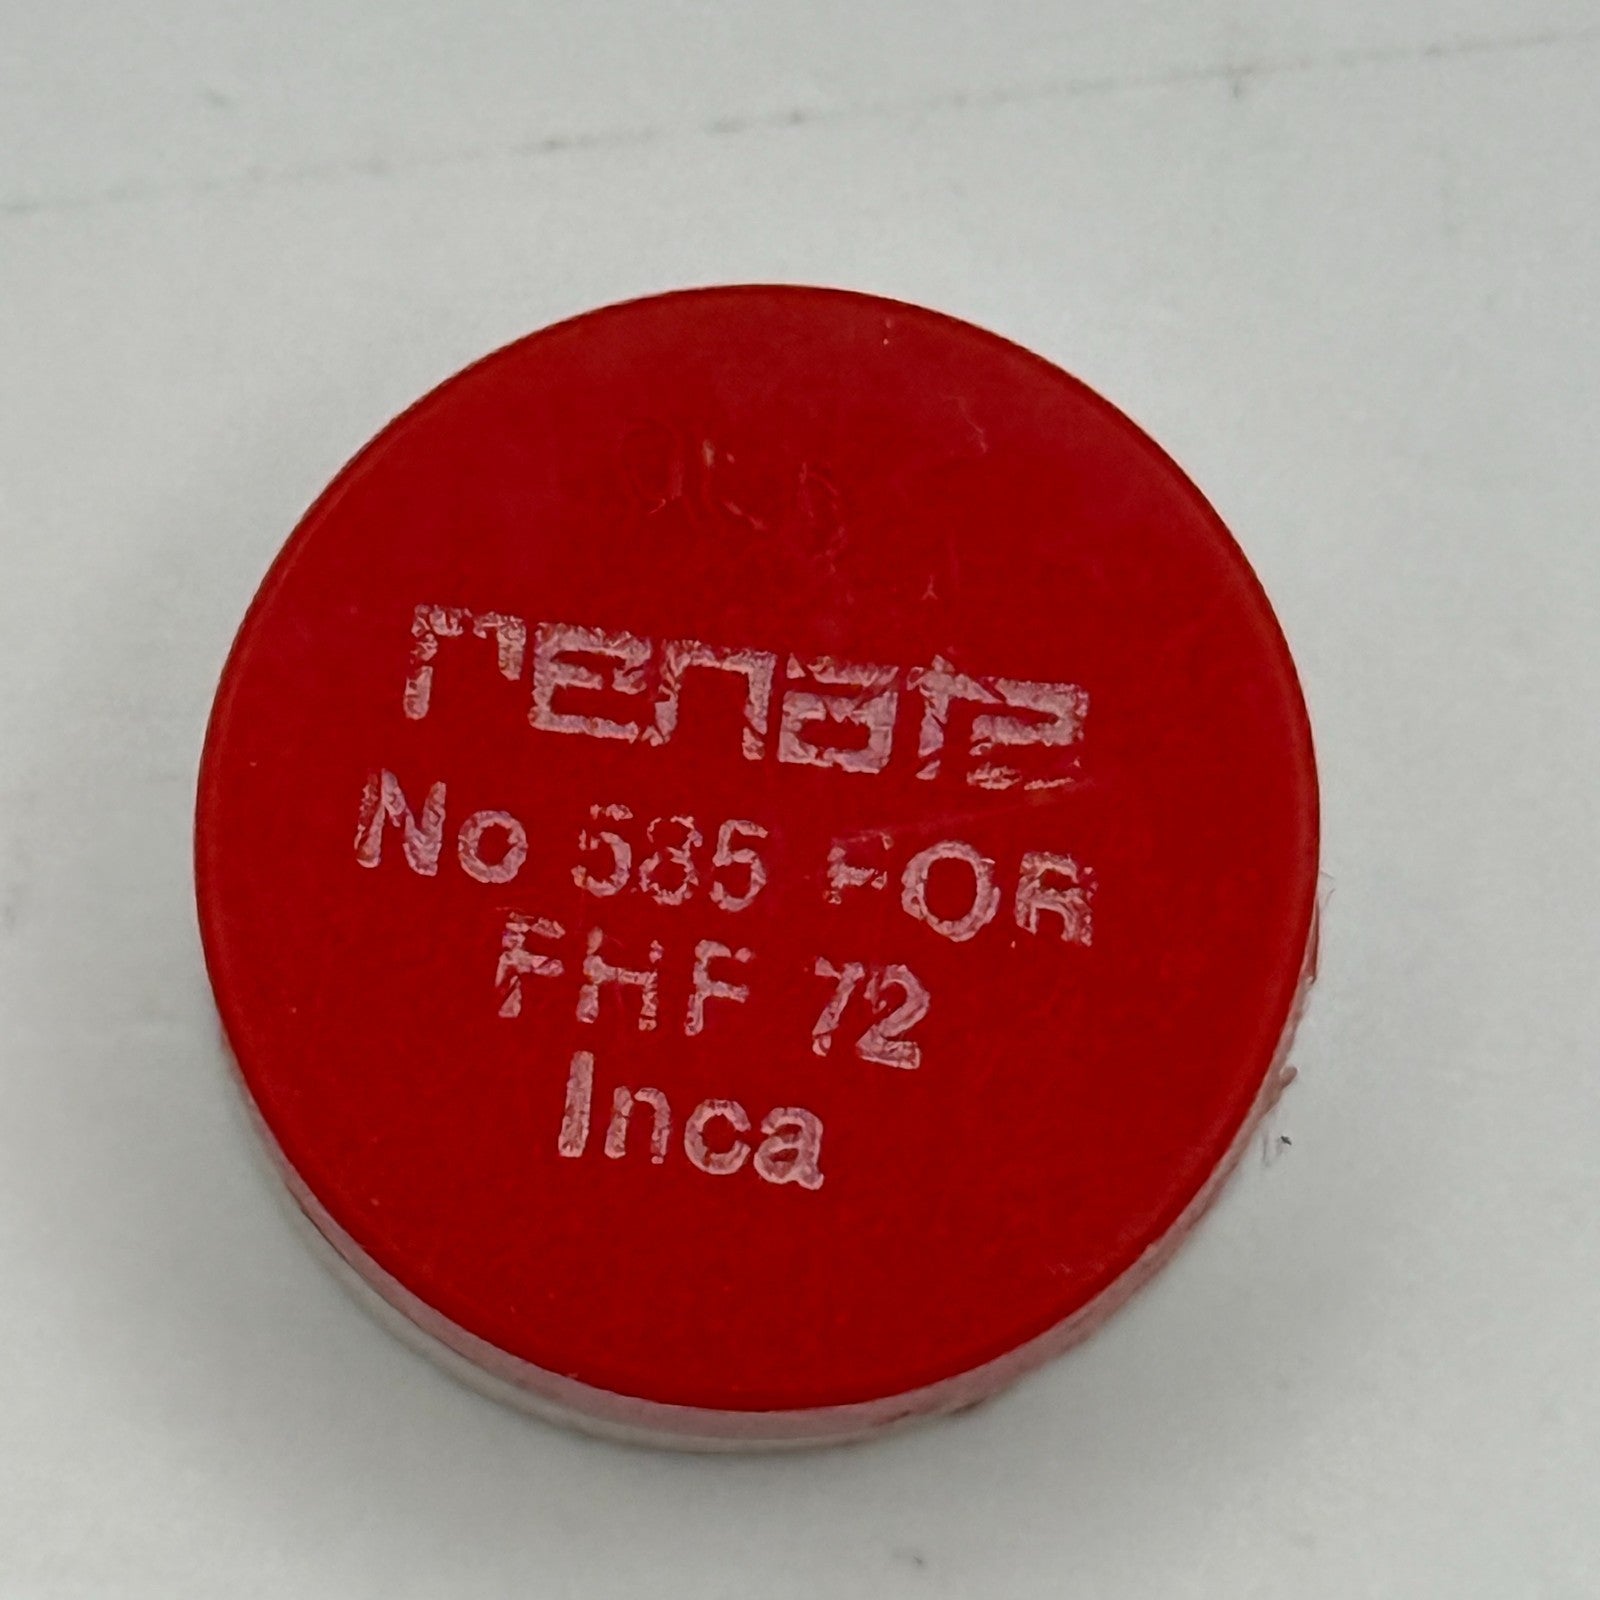 renata
No 585 FOR
FHF 72
Inca